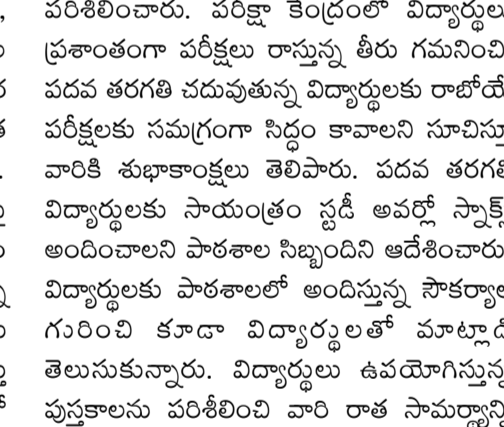 పరిశీలించారు. పరీక్షా కేంద్రంలో విద్యార్థుల
ప్రశాంతంగా పరీక్షలు రాస్తున్న తీరు గమనించి
పదవ తరగతి చదువుతున్న విద్యార్థులకు రాబోయే
పరీక్షలకు సమగ్రంగా సిద్ధం కావాలని సూచిస్తూ
వారికి శుభాకాంక్షలు తెలిపారు. పదవ తరగతి
విద్యార్థులకు సాయంత్రం స్టడీ అవర్లో స్నాక్స్
అందించాలని పాఠశాల సిబ్బందిని ఆదేశించారు
విద్యార్థులకు పాఠశాలలో అందిస్తున్న సౌకర్యాల
గురించి కూడా విద్యార్థులతో మాట్లాడి
తెలుసుకున్నారు. విద్యార్థులు ఉపయోగిస్తున్న
పుస్తకాలను పరిశీలించి వారి రాత సామర్థ్యాన్ని